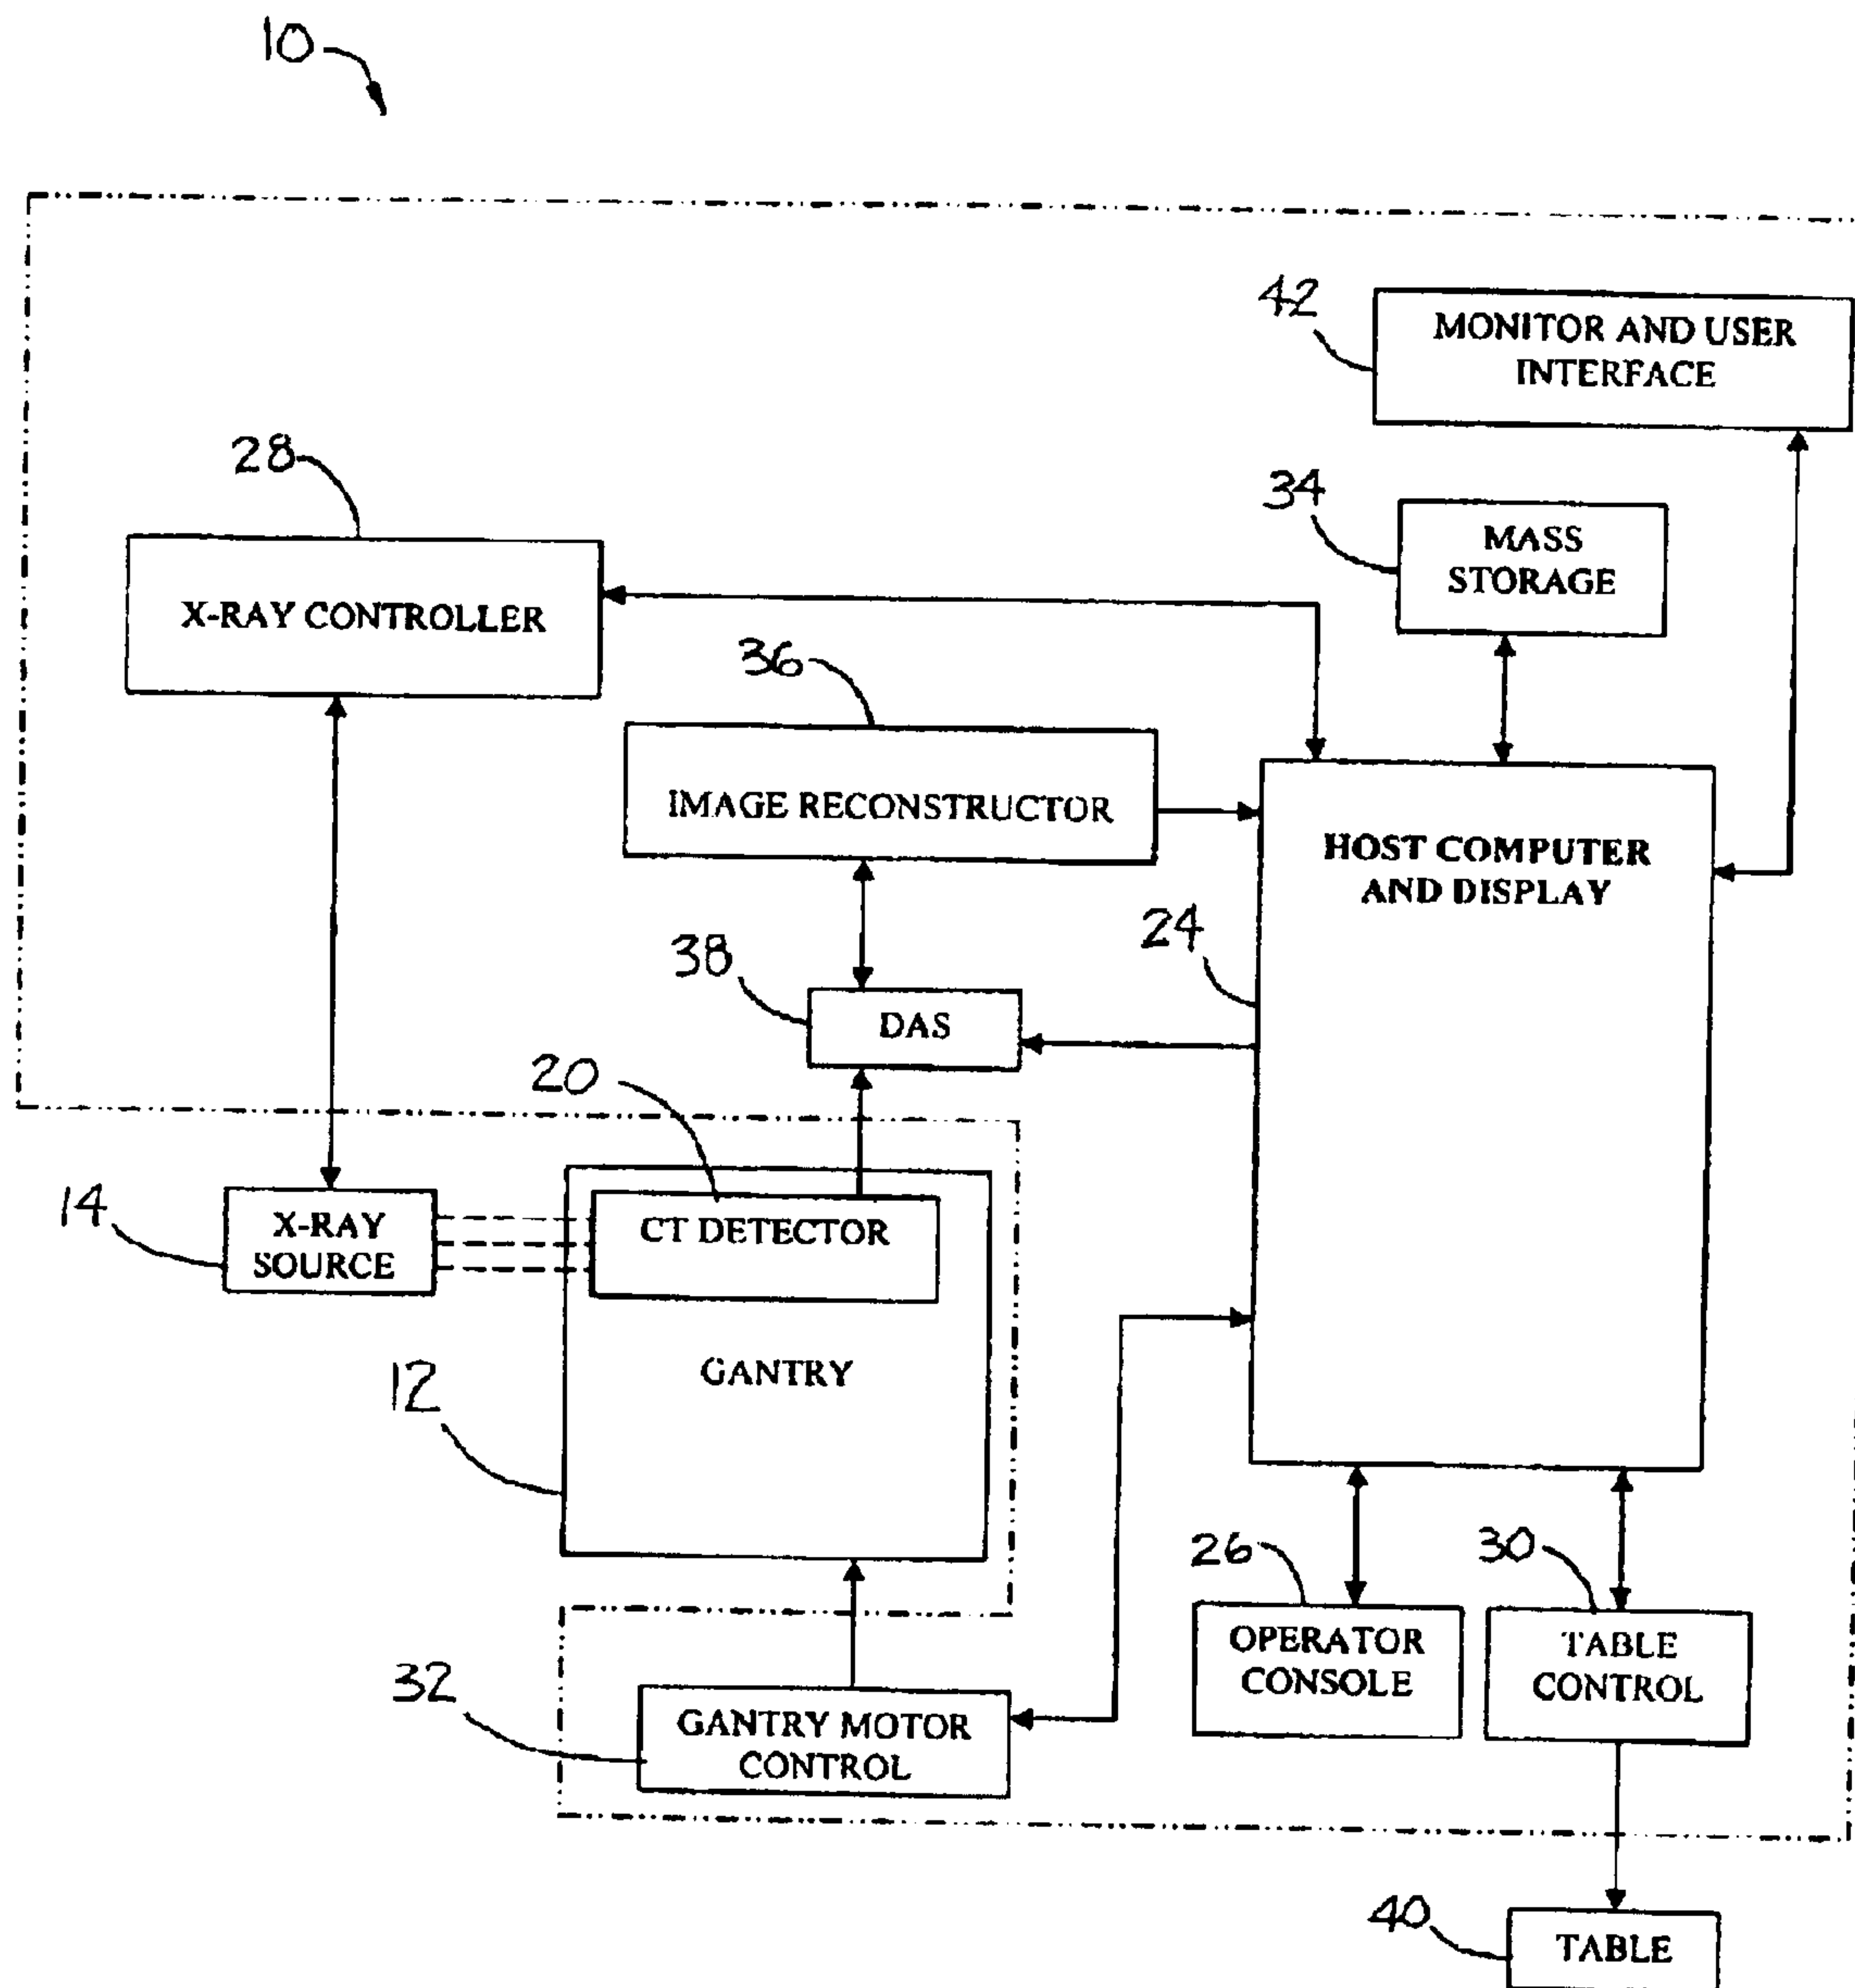 10
42
MONITOR AND USER
INTERFACE
28
34
MASS
STORAGE
X-RAY CONTROLLER
36
IMAGE RECONSTRUCTOR
HOST COMPUTER
AND DISPLAY
24
38
DAS
20
14
X-RAY
SOURCE
CT DETECTOR
GANTRY
12
26
30
OPERATOR
CONSOLE
TABLE
CONTROL
32
GANTRY MOTOR
CONTROL
40
TABLE